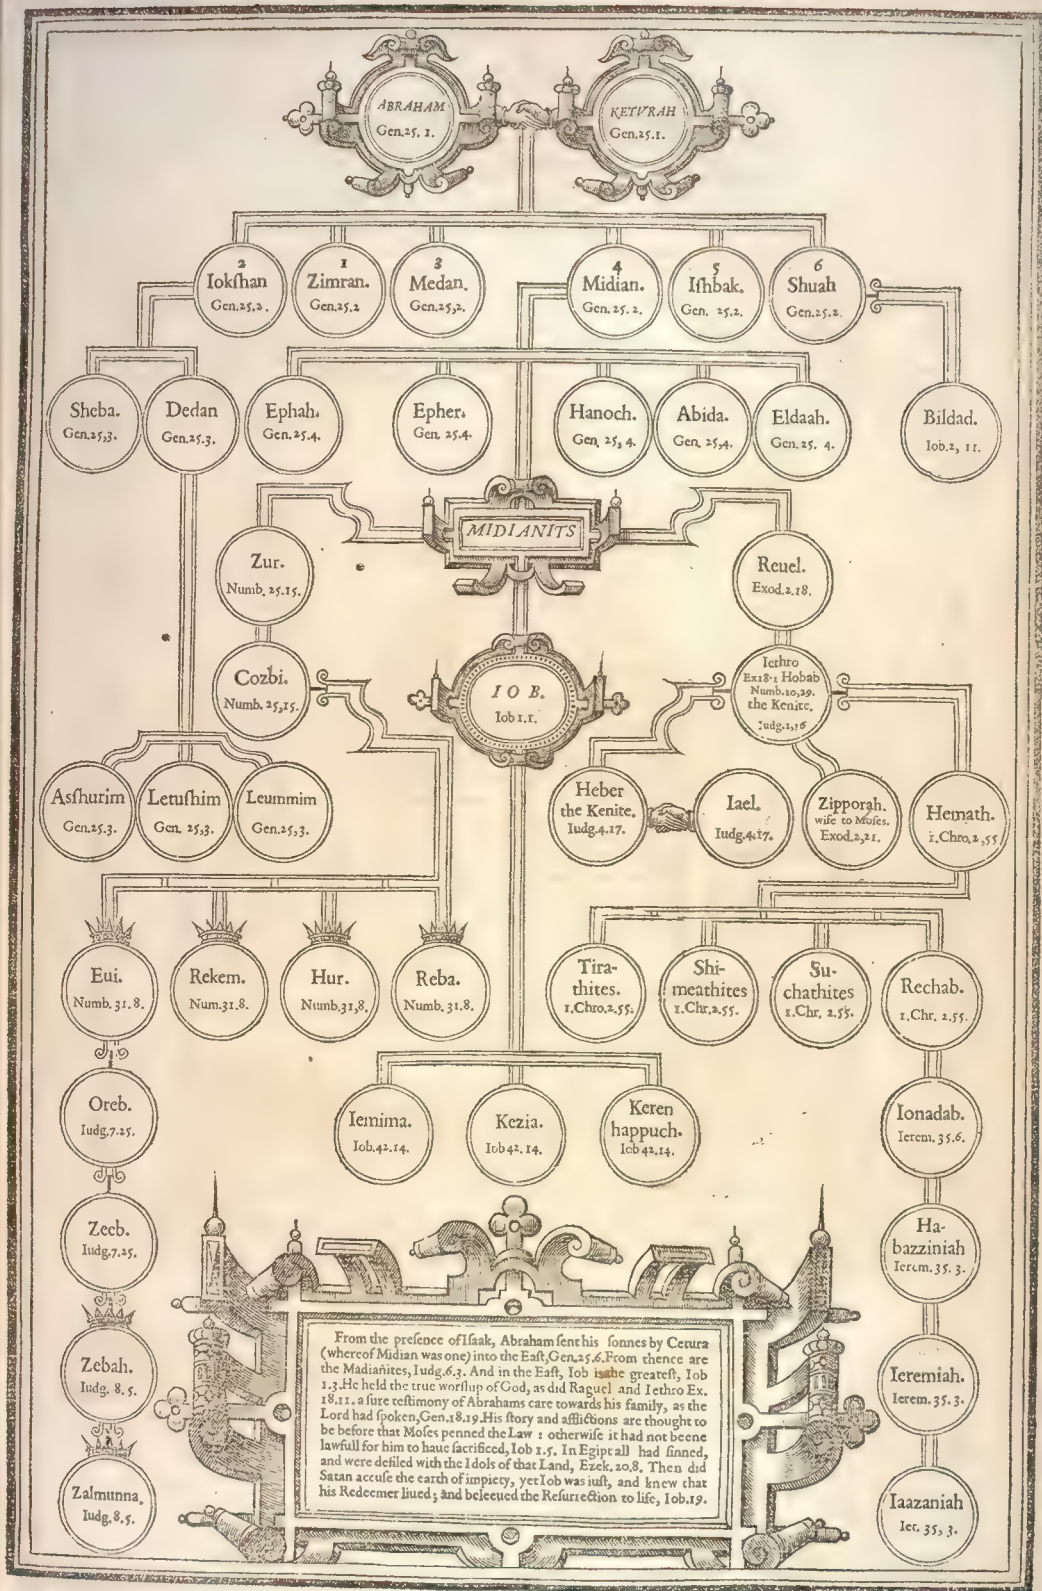 ABRAHAM
Gen.25, 1.
KETVRAH
Gen.25.1.
2
Iokſhan
Gen.25.2.
1
Zimran.
Gen.25.2
3
Medan.
Gen.25,2.
4
Midian.
Gen.25.2.
5
Iſhbak.
Gen. 25.2.
6
Shuah
Gen.25.2.
Sheba.
Gen.25,3.
Dedan
Gen.25.3.
Ephah.
Gen.25.4.
Epher.
Gen, 25.4.
Hanoch.
Gen, 25, 4.
Abida.
Gen, 25,4.
Eldaah.
Gen.25. 4.
Bildad.
Iob.2, 11.
MIDIANITS
Zur.
Numb. 25.15.
Reuel.
Exod.2.18.
Cozbi.
Numb. 25,15.
I O B.
Iob 1.1.
Iethro
Ex18.1 Hobab
Numb.10,29.
the Kenite.
Iudg.1,16
Aſſhurim
Gen.25.3.
Letuſhim
Gen. 25,3.
Leummim
Gen.25,3.
Heber
the Kenite.
Iudg.4.17.
Iael.
Iudg.4.17.
Zipporah.
wife to Moſes.
Exod.2,21.
Hemath.
1.Chro.2,55
Eui.
Numb. 31.8.
Rekem.
Num.31.8.
Hur.
Numb.31,8.
Reba.
Numb. 31.8.
Tira-
thites.
1.Chro.2.55.
Shi-
meathites
1.Chr.2.55.
Su-
chathites
1.Chr, 2.55.
Rechab.
1.Chr, 2.55.
Oreb.
Iudg.7.25.
Iemima.
Iob.42.14.
Kezia.
Iob 42.14.
Keren
happuch.
Iob 42.14.
Ionadab.
Ierem. 35.6.
Zeeb.
Iudg.7.25.
Ha-
bazziniah
Ierem. 35. 3.
Zebah.
Iudg. 8.5.
Ieremiah.
Ierem. 35. 3.
Zalmunna.
Iudg. 8.5.
Iaazaniah
Ier. 35, 3.
From the preſence of Iſaak, Abraham ſent his ſonnes by Cetura
(whereof Midian was one) into the Eaſt, Gen.25.6. From thence are
the Madianites, Iudg.6.3. And in the Eaſt, Iob is the greateſt, Iob
1.3. He held the true worſhip of God, as did Raguel and Iethro Ex.
18.11. a ſure teſtimony of Abrahams care towards his family, as the
Lord had ſpoken, Gen.18.19 His ſtory and afflictions are thought to
be before that Moſes penned the Law : otherwiſe it had not beene
lawfull for him to haue ſacrificed, Iob 1.5. In Egipt all had ſinned,
and were defiled with the Idols of that Land, Ezek. 20,8. Then did
Satan accuſe the earth of impiety, yet Iob was iuſt, and knew that
his Redeemer liued; and beleeued the Reſurrection to life, Iob.19.